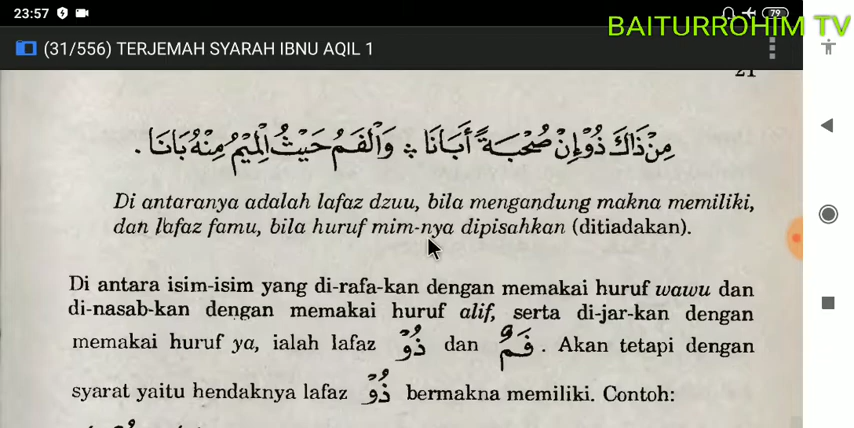 23:57
79
BAITURROHIM TV
(31/556) TERJEMAH SYARAH IBNU AQIL 1
21
مِنْ ذَاكَ ذُوْ إِنْ صُحْبَةً أَبَانَا ❖ وَالْفَمُ حَيْثُ الْمِيْمُ مِنْهُ بَانَا .
Di antaranya adalah lafaz dzuu, bila mengandung makna memiliki,
dan lafaz famu, bila huruf mim-nya dipisahkan (ditiadakan).
Di antara isim-isim yang di-rafa-kan dengan memakai huruf wawu dan
di-nasab-kan dengan memakai huruf alif, serta di-jar-kan dengan
memakai huruf ya, ialah lafaz ذُوْ dan فَمٌ . Akan tetapi dengan
syarat yaitu hendaknya lafaz ذُوْ bermakna memiliki. Contoh: